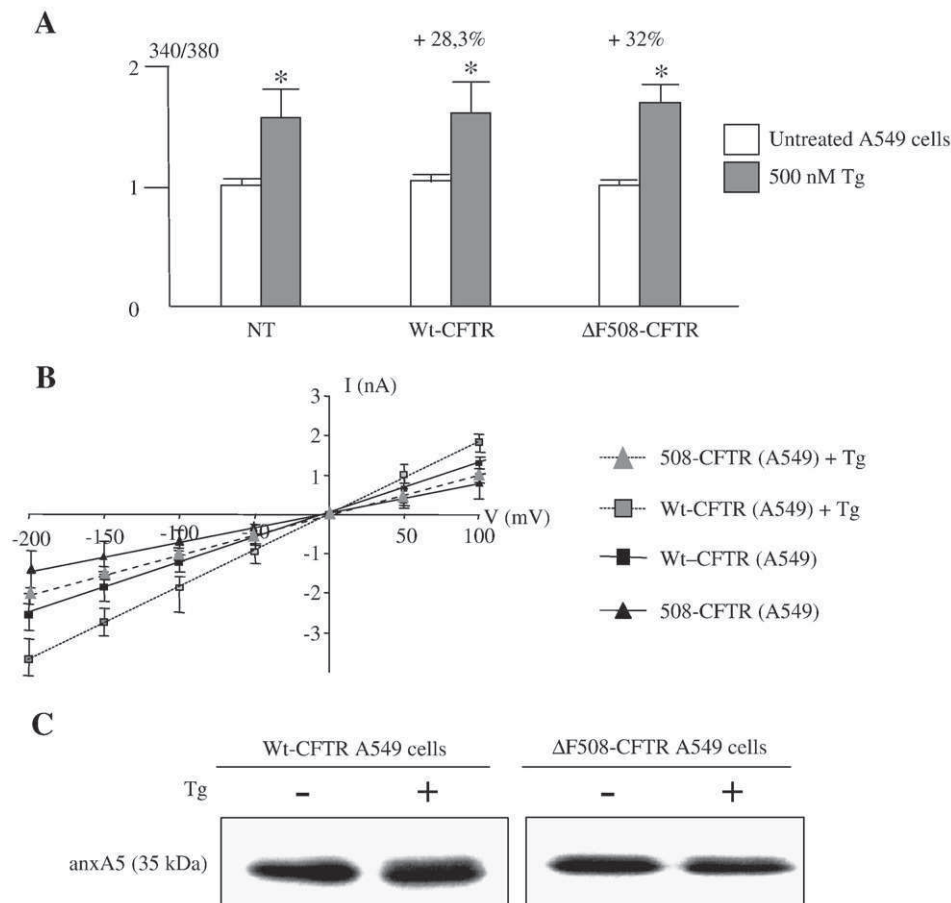 A
340/380
+ 28,3%
+ 32%
2
*
*
*
1
0
NT
Wt-CFTR
ΔF508-CFTR
Untreated A549 cells
500 nM Tg
B
I (nA)
3
2
1
V (mV)
-200
-150
-100
50
100
-1
-2
-3
508-CFTR (A549) + Tg
Wt-CFTR (A549) + Tg
Wt–CFTR (A549)
508-CFTR (A549)
C
Wt-CFTR A549 cells
ΔF508-CFTR A549 cells
Tg
-
+
-
+
anxA5 (35 kDa)